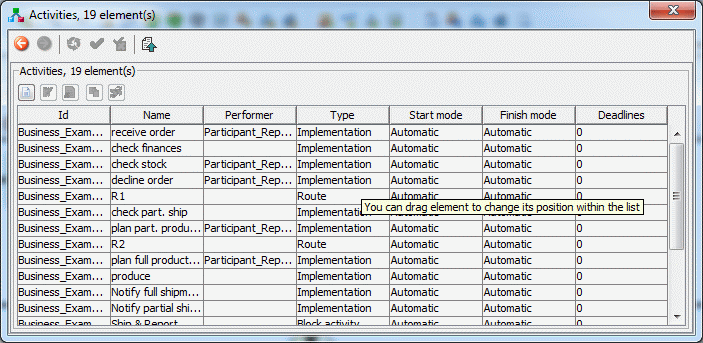 Activities, 19 element(s)
Activities, 19 element(s)
Id Name Performer Type Start mode Finish mode Deadlines
Business_Exam... receive order Participant_Rep... Implementation Automatic Automatic 0
Business_Exam... check finances Implementation Automatic Automatic 0
Business_Exam... check stock Participant_Rep... Implementation Automatic Automatic 0
Business_Exam... decline order Participant_Rep... Implementation Automatic Automatic 0
Business_Exam... R1 Route Automatic Automatic 0
Business_Exam... check part. ship Implementation
You can drag element to change its position within the list
Business_Exam... plan part. produ... Participant_Rep... Implementation Automatic Automatic 0
Business_Exam... R2 Route Automatic Automatic 0
Business_Exam... plan full product... Participant_Rep... Implementation Automatic Automatic 0
Business_Exam... produce Implementation Automatic Automatic 0
Business_Exam... Notify full shipm... Implementation Automatic Automatic 0
Business_Exam... Notify partial shi... Implementation Automatic Automatic 0
Business_Exam... Ship & Report Block activity Automatic Automatic 0